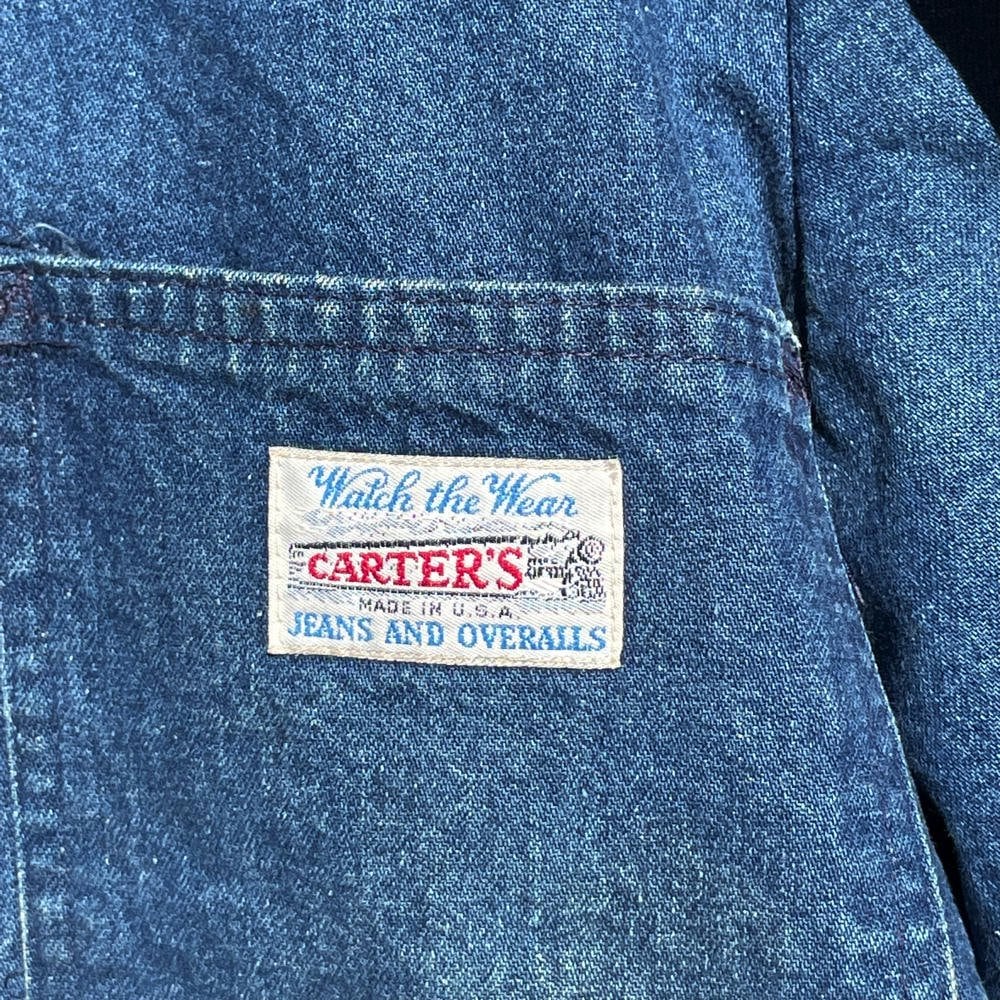 Watch the Wear
CARTER'S
MADE IN U.S.A.
JEANS AND OVERALLS